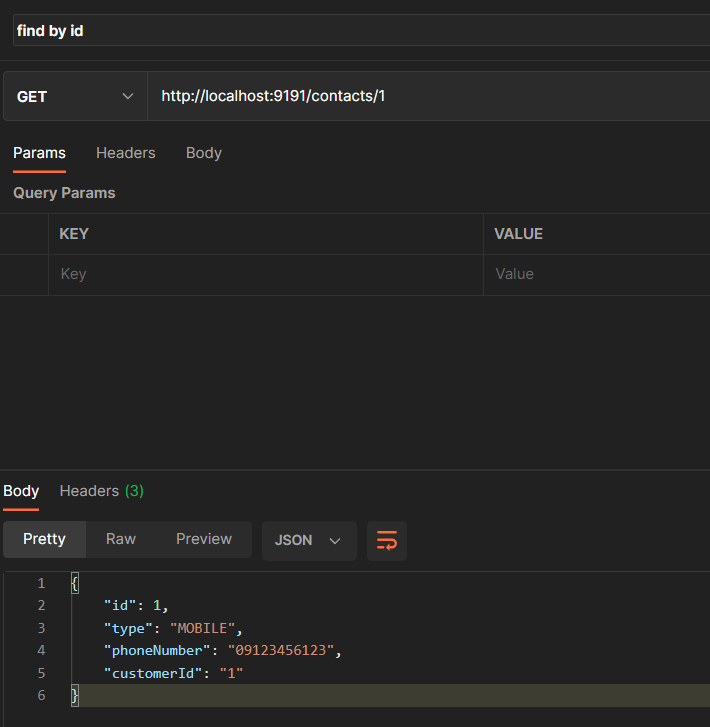 find by id
GET http://localhost:9191/contacts/1
Params Headers Body
Query Params
KEY VALUE
Key Value
Body Headers (3)
Pretty Raw Preview JSON
1 {
2 "id": 1,
3 "type": "MOBILE",
4 "phoneNumber": "09123456123",
5 "customerId": "1"
6 }